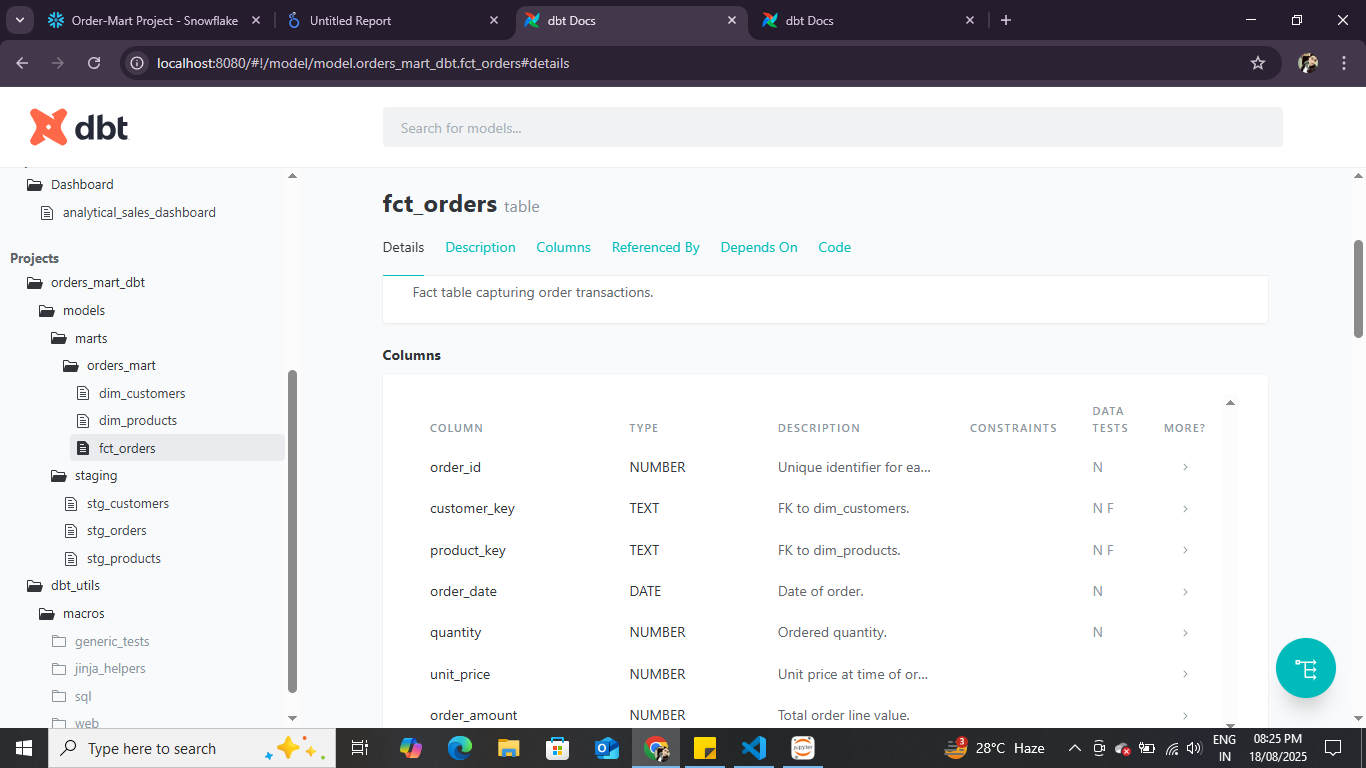 Order-Mart Project - Snowflake
Untitled Report
dbt Docs
dbt Docs
localhost:8080/#!/model/model.orders_mart_dbt.fct_orders#details
dbt
Search for models...
Dashboard
analytical_sales_dashboard
Projects
orders_mart_dbt
models
marts
orders_mart
dim_customers
dim_products
fct_orders
staging
stg_customers
stg_orders
stg_products
dbt_utils
macros
generic_tests
jinja_helpers
sql
web
fct_orders table
Details Description Columns Referenced By Depends On Code
Fact table capturing order transactions.
Columns
COLUMN TYPE DESCRIPTION CONSTRAINTS DATA TESTS MORE?
order_id NUMBER Unique identifier for ea... N
customer_key TEXT FK to dim_customers. N F
product_key TEXT FK to dim_products. N F
order_date DATE Date of order. N
quantity NUMBER Ordered quantity. N
unit_price NUMBER Unit price at time of or...
order_amount NUMBER Total order line value.
Type here to search
3
28°C Haze
ENG
IN
08:25 PM
18/08/2025
jupyter